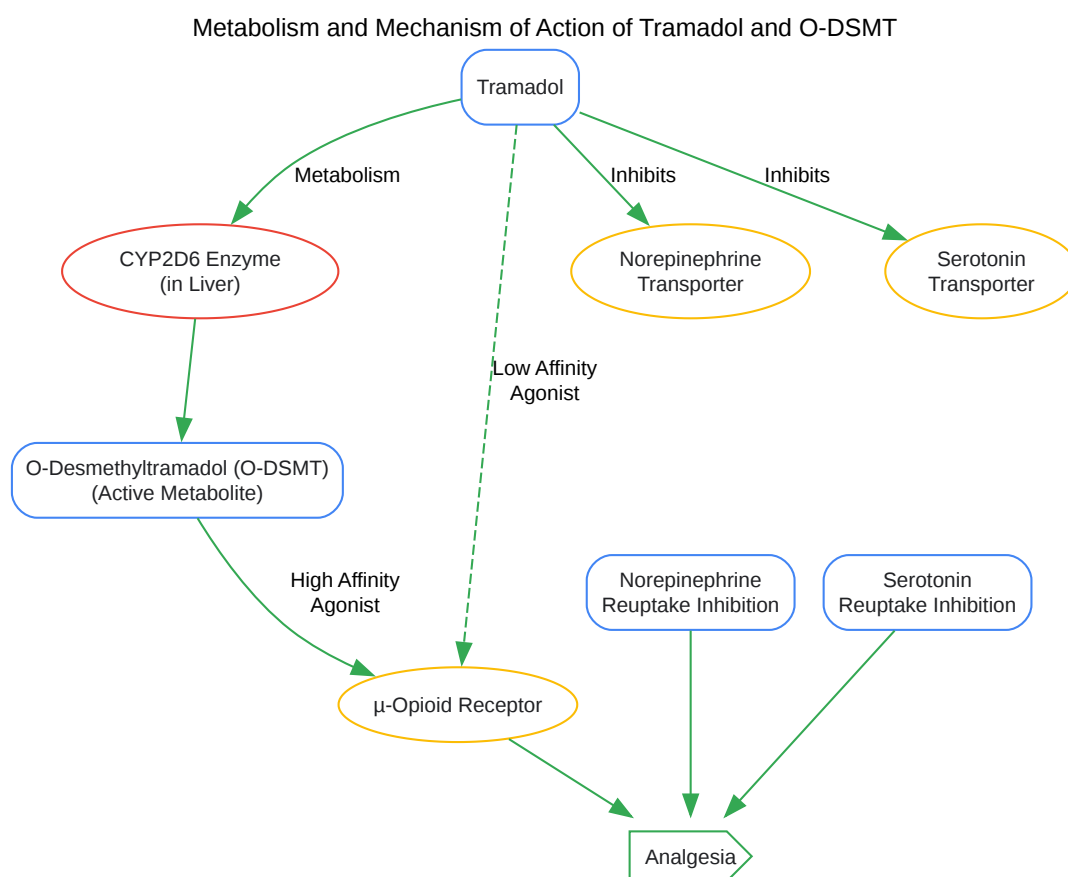 Metabolism and Mechanism of Action of Tramadol and O-DSMT
Tramadol
Metabolism
Inhibits
Inhibits
CYP2D6 Enzyme
(in Liver)
Norepinephrine
Transporter
Serotonin
Transporter
Low Affinity
Agonist
O-Desmethyltramadol (O-DSMT)
(Active Metabolite)
High Affinity
Agonist
Norepinephrine
Reuptake Inhibition
Serotonin
Reuptake Inhibition
µ-Opioid Receptor
Analgesia